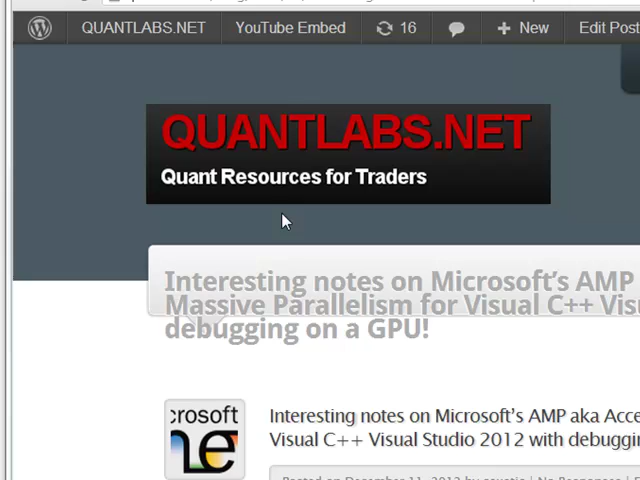 QUANTLABS.NET YouTube Embed 16 New Edit Post
QUANTLABS.NET
Quant Resources for Traders
Interesting notes on Microsoft's AMP
Massive Parallelism for Visual C++ Vis
debugging on a GPU!
crosoft
Interesting notes on Microsoft's AMP aka Acce
Visual C++ Visual Studio 2012 with debuggin